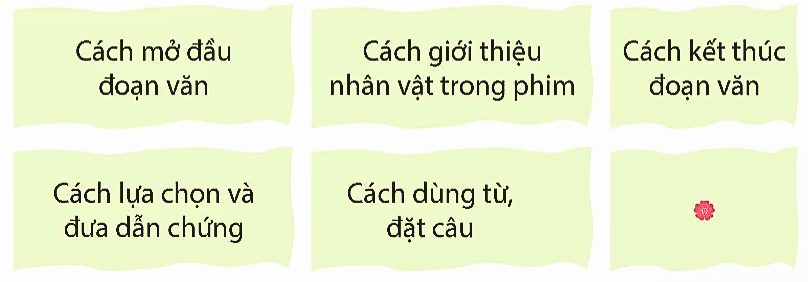 Cách mở đầu
đoạn văn
Cách giới thiệu
nhân vật trong phim
Cách kết thúc
đoạn văn
Cách lựa chọn và
đưa dẫn chứng
Cách dùng từ,
đặt câu